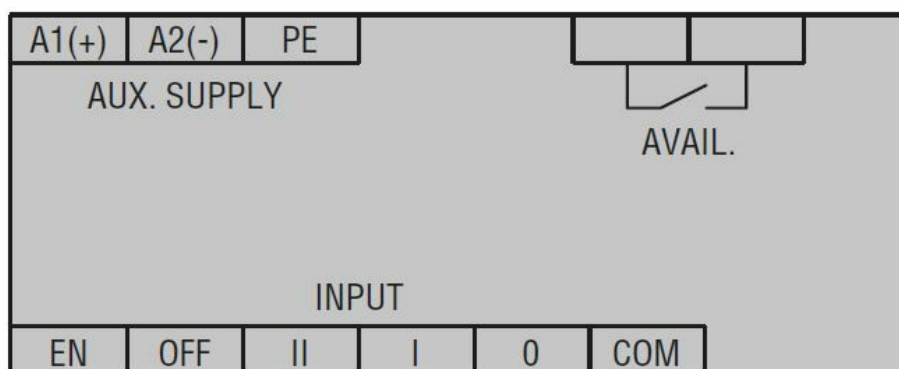 A1(+) A2(-) PE
AUX. SUPPLY
AVAIL.
INPUT
EN OFF II I 0 COM